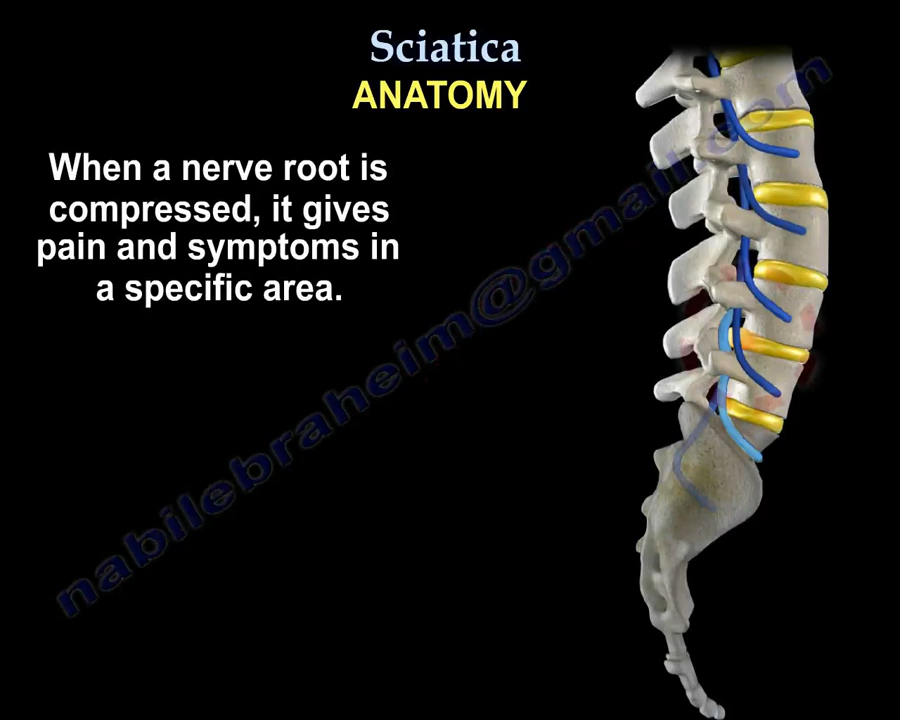 Sciatica
ANATOMY
When a nerve root is
compressed, it gives
pain and symptoms in
a specific area.
nabilebraheim@gmail.com